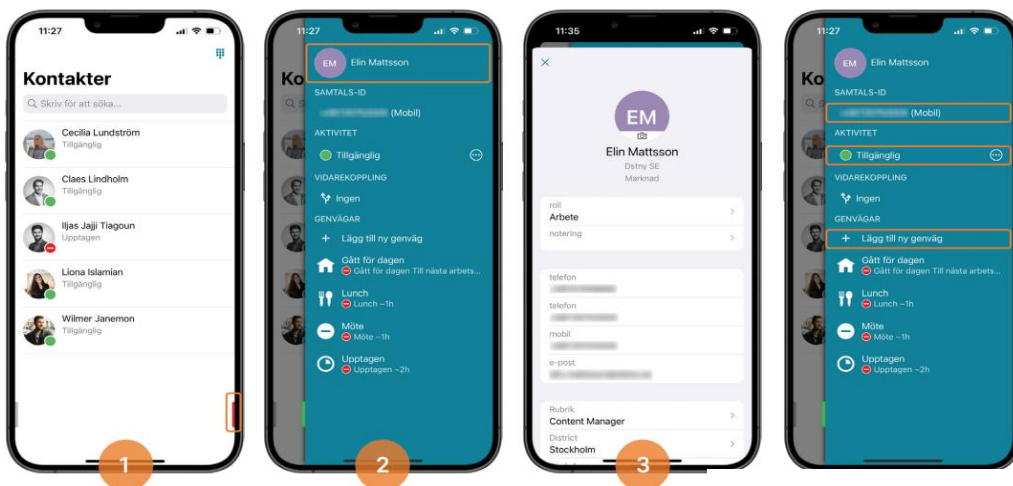 11:27
Kontakter
Skriv för att söka...
Cecilia Lundström
Tillgänglig
Claes Lindholm
Tillgänglig
Iljas Jajji Tiagoun
Upptagen
Liona Islamian
Tillgänglig
Wilmer Janemon
Tillgänglig
1
11:27
Ko
EM Elin Mattsson
SAMTALS-ID
(Mobil)
AKTIVITET
Tillgänglig
VIDAREKOPPLING
Ingen
GENVÄGAR
+ Lägg till ny genväg
Gått för dagen
Gått för dagen Till nästa arbets...
Lunch
Lunch ~1h
Möte
Möte ~1h
Upptagen
Upptagen ~2h
2
11:35
EM
Elin Mattsson
Dstny SE
Marknad
roll
Arbete
notering
telefon
telefon
mobil
e-post
Rubrik
Content Manager
District
Stockholm
3
11:27
Ko
EM Elin Mattsson
SAMTALS-ID
(Mobil)
AKTIVITET
Tillgänglig
VIDAREKOPPLING
Ingen
GENVÄGAR
+ Lägg till ny genväg
Gått för dagen
Gått för dagen Till nästa arbets...
Lunch
Lunch ~1h
Möte
Möte ~1h
Upptagen
Upptagen ~2h